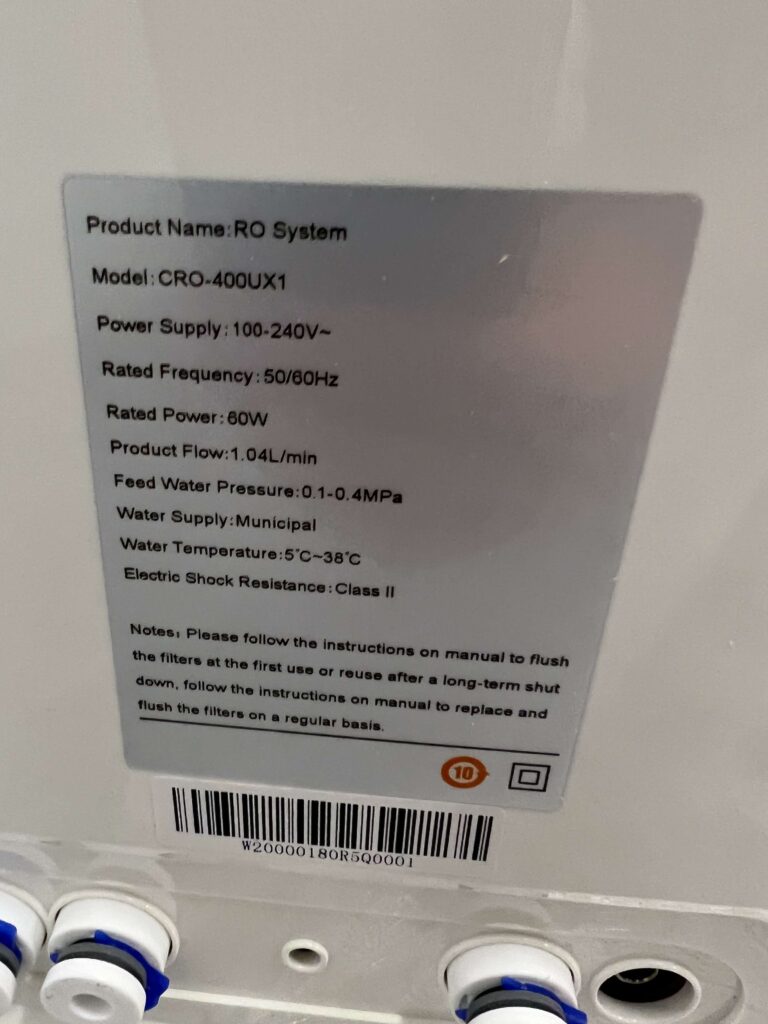 Product Name:RO System
Model:CRO-400UX1
Power Supply:100-240V~
Rated Frequency:50/60Hz
Rated Power:60W
Product Flow:1.04L/min
Feed Water Pressure:0.1-0.4MPa
Water Supply:Municipal
Water Temperature:5℃~38℃
Electric Shock Resistance:Class II
Notes: Please follow the instructions on manual to flush
the filters at the first use or reuse after a long-term shut
down, follow the instructions on manual to replace and
flush the filters on a regular basis.
10
W20000180R5Q0001